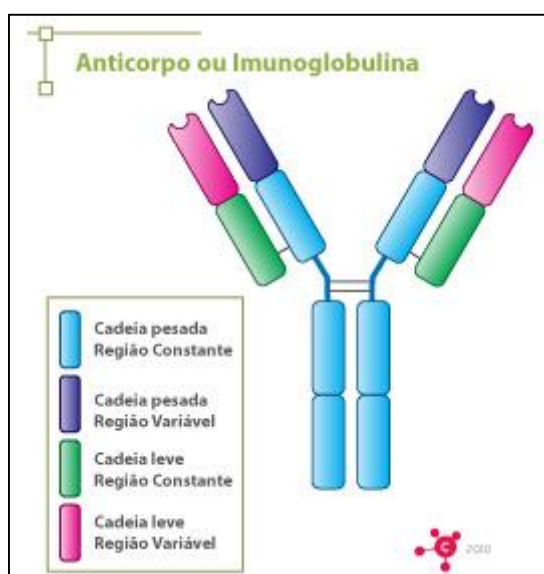 Anticorpo ou Imunoglobulina
Cadeia pesada
Região Constante
Cadeia pesada
Região Variável
Cadeia leve
Região Constante
Cadeia leve
Região Variável
C 2010